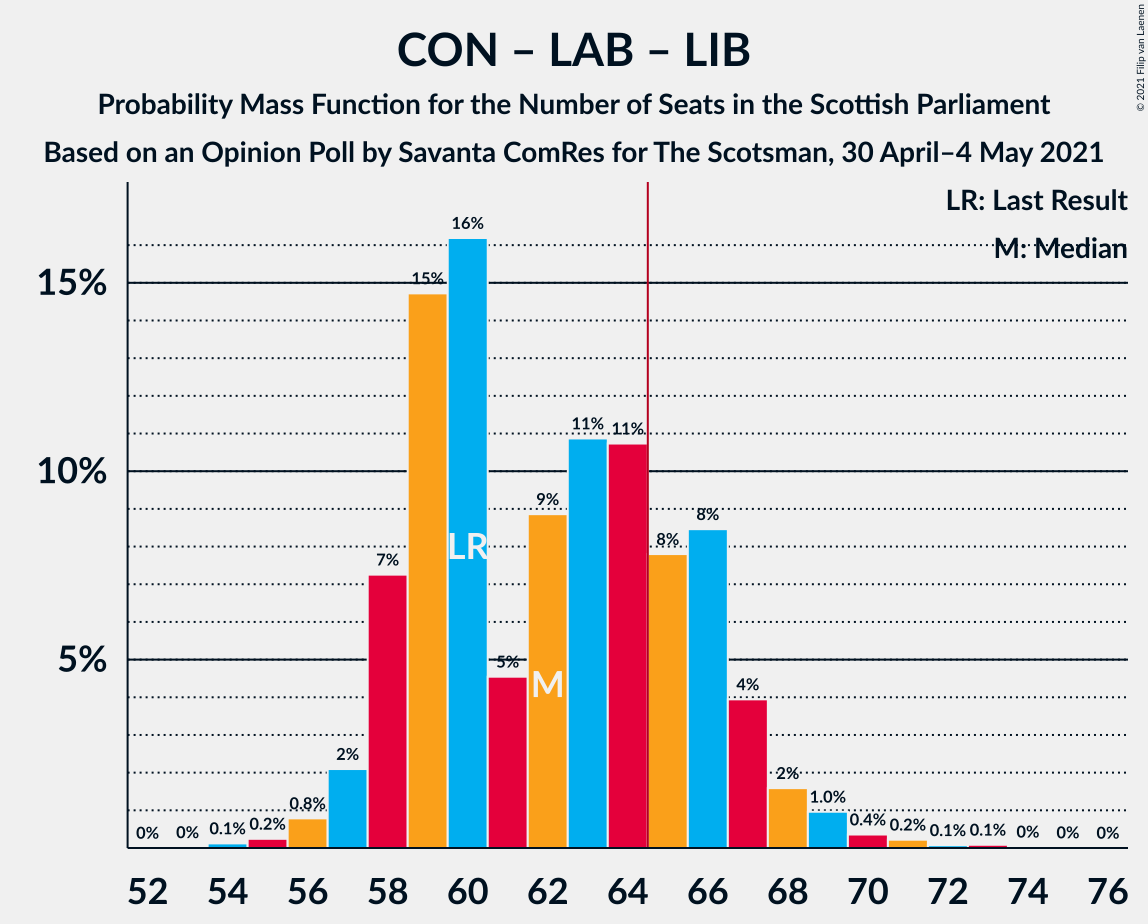 CON – LAB – LIB
Probability Mass Function for the Number of Seats in the Scottish Parliament
Based on an Opinion Poll by Savanta ComRes for The Scotsman, 30 April–4 May 2021
© 2021 Filip van Laenen
LR: Last Result
M: Median
15%
10%
5%
0% 0% 0.1% 0.2% 0.8% 2% 7% 15% 16% 5% 9% 11% 11% 8% 8% 4% 2% 1.0% 0.4% 0.2% 0.1% 0.1% 0% 0% 0%
LR
M
52 54 56 58 60 62 64 66 68 70 72 74 76